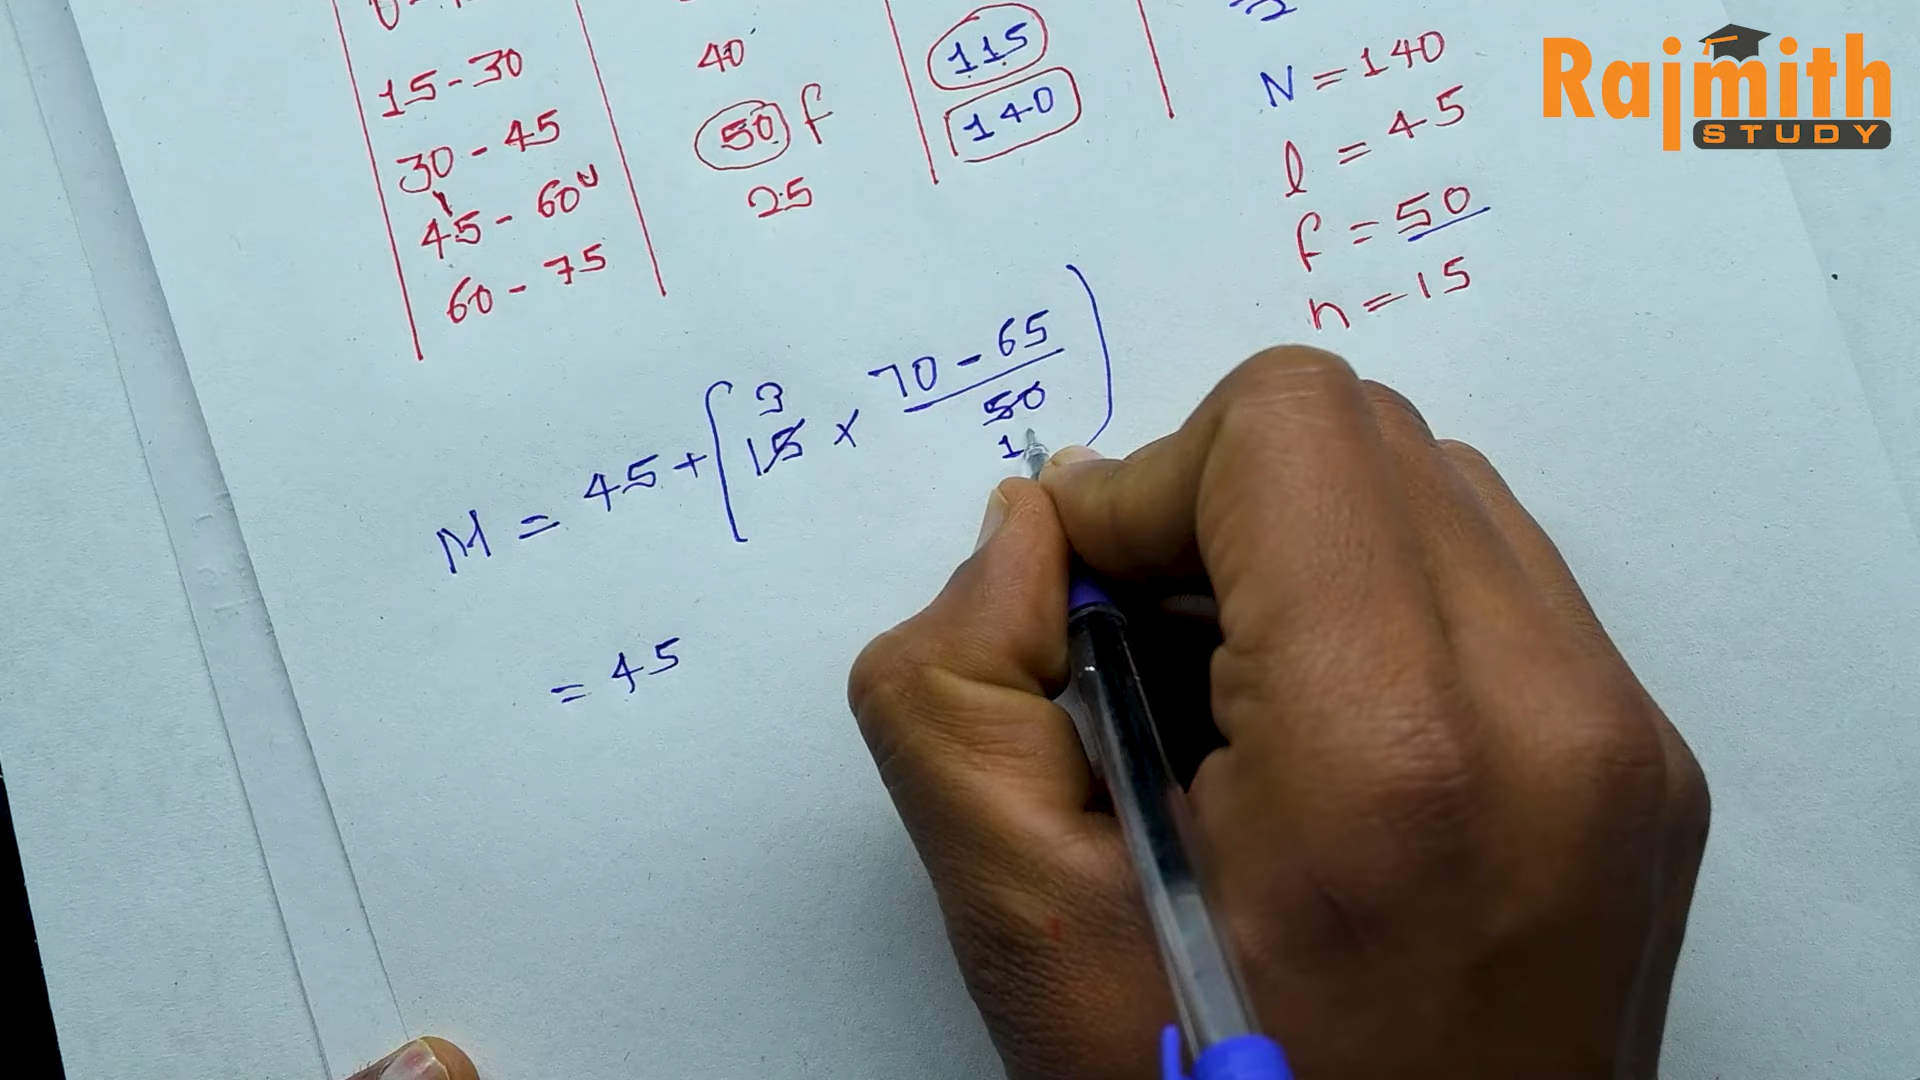 15-30 40 115
30-45 50 f 140
45-60 25
60-75
N = 140
l = 45
f = 50
h = 15
Rajmith
STUDY
M = 45 + ( 3 15 × 70 - 65 / 50 1 )
= 45